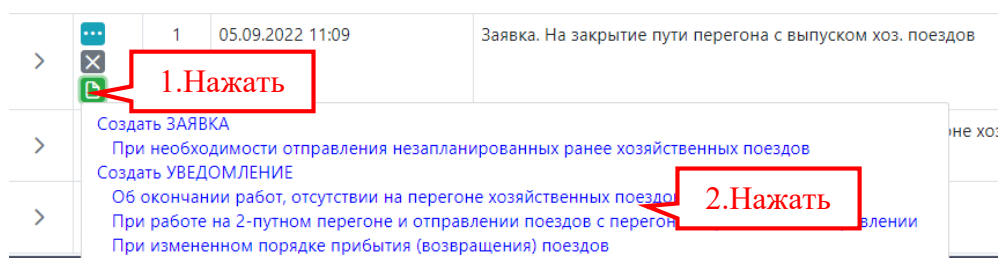 1 05.09.2022 11:09 Заявка. На закрытие пути перегона с выпуском хоз. поездов
1.Нажать
Создать ЗАЯВКА
При необходимости отправления незапланированных ранее хозяйственных поездов
Создать УВЕДОМЛЕНИЕ
Об окончании работ, отсутствии на перегоне хозяйственных поездо
2.Нажать
При работе на 2-путном перегоне и отправлении поездов с перегон
При измененном порядке прибытия (возвращения) поездов